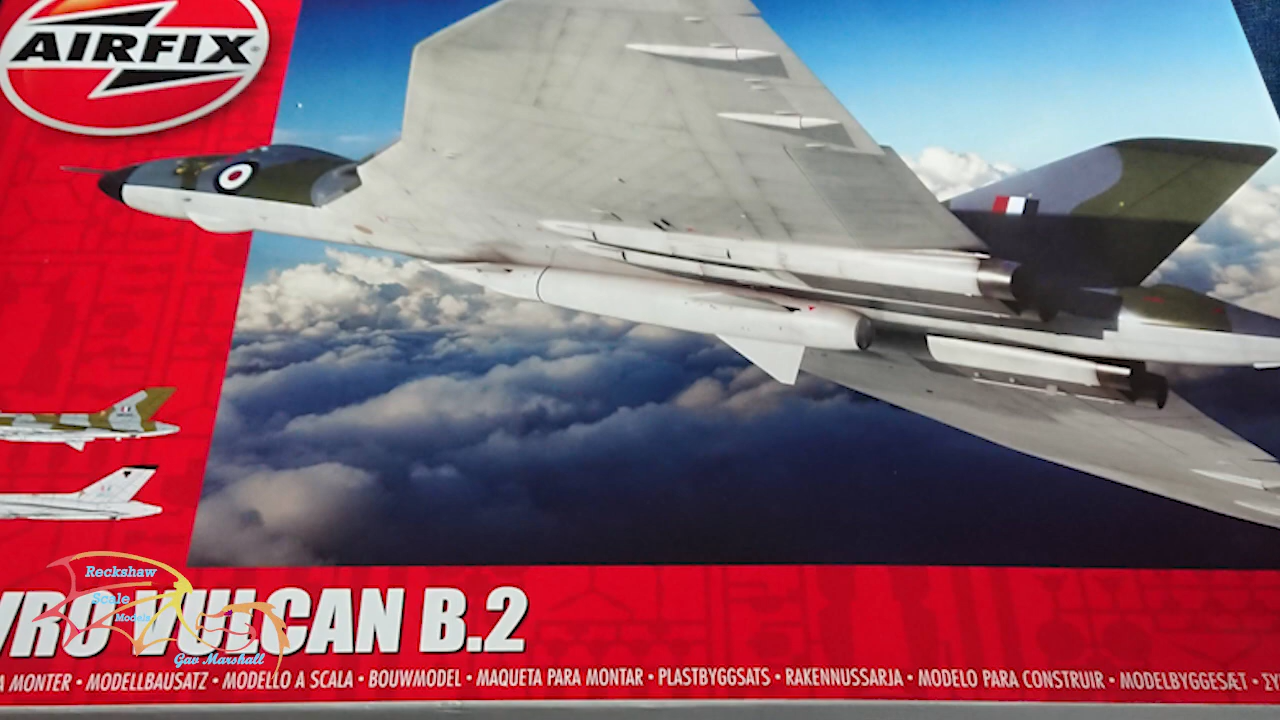 AIRFIX
Reckshaw
Scale
Models
VRO VULCAN B.2
Gav Marshall
A MONTER • MODELLBAUSATZ • MODELLO A SCALA • BOUWMODEL • MAQUETA PARA MONTAR • PLASTBYGGSATS • RAKENNUSSARJA • MODELO PARA CONSTRUIR • MODELBYGGESÆT • ΣΥ